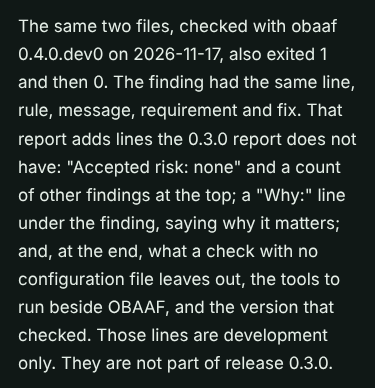 The same two files, checked with obaaf
0.4.0.dev0 on 2026-11-17, also exited 1
and then 0. The finding had the same line,
rule, message, requirement and fix. That
report adds lines the 0.3.0 report does not
have: "Accepted risk: none" and a count
of other findings at the top; a "Why:" line
under the finding, saying why it matters;
and, at the end, what a check with no
configuration file leaves out, the tools to
run beside OBAAF, and the version that
checked. Those lines are development
only. They are not part of release 0.3.0.